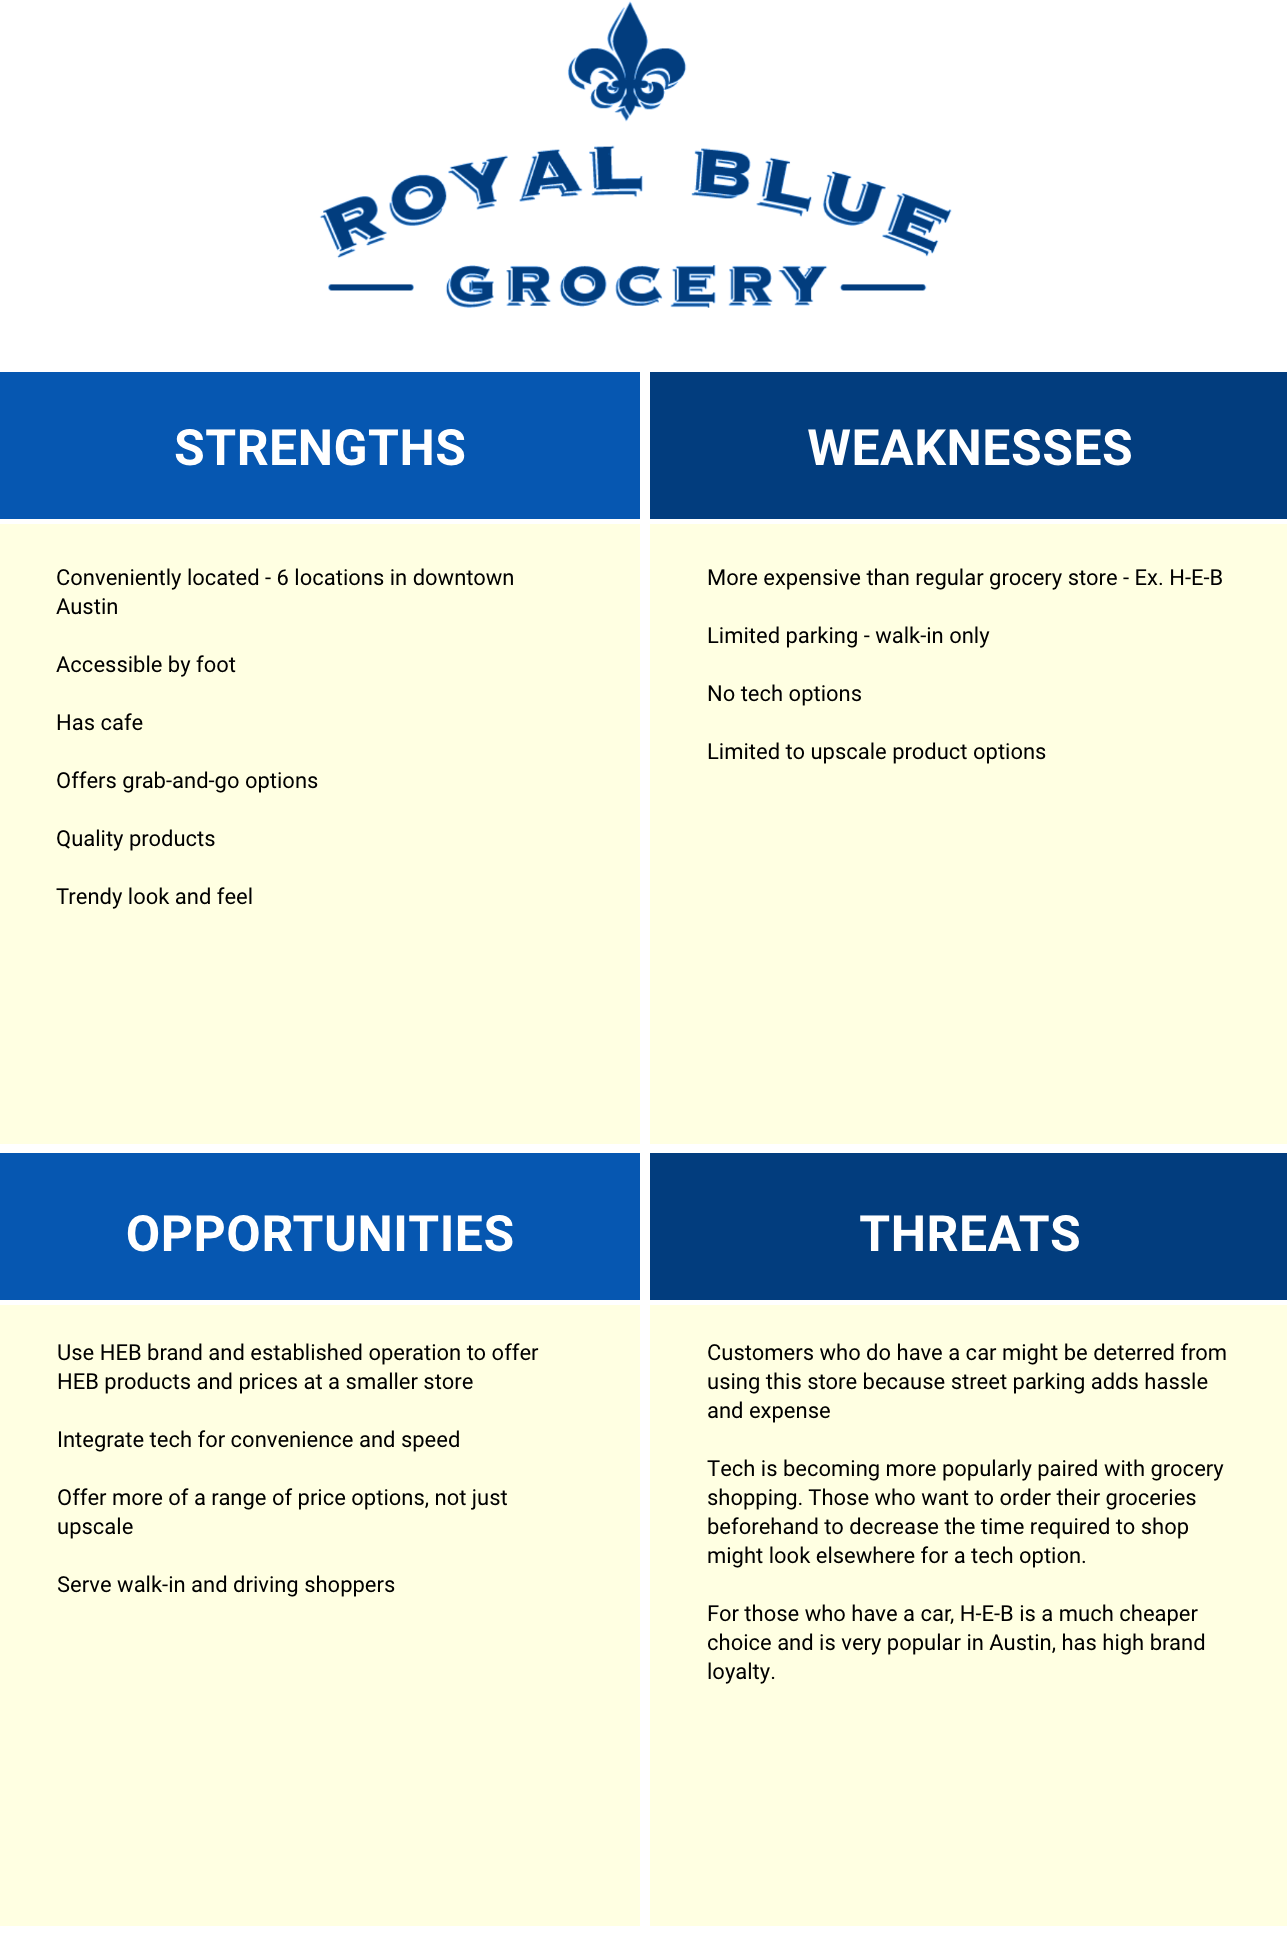 ROYAL BLUE
GROCERY
STRENGTHS
Conveniently located - 6 locations in downtown
Austin
Accessible by foot
Has cafe
Offers grab-and-go options
Quality products
Trendy look and feel
WEAKNESSES
More expensive than regular grocery store - Ex. H-E-B
Limited parking - walk-in only
No tech options
Limited to upscale product options
OPPORTUNITIES
Use HEB brand and established operation to offer
HEB products and prices at a smaller store
Integrate tech for convenience and speed
Offer more of a range of price options, not just
upscale
Serve walk-in and driving shoppers
THREATS
Customers who do have a car might be deterred from
using this store because street parking adds hassle
and expense
Tech is becoming more popularly paired with grocery
shopping. Those who want to order their groceries
beforehand to decrease the time required to shop
might look elsewhere for a tech option.
For those who have a car, H-E-B is a much cheaper
choice and is very popular in Austin, has high brand
loyalty.